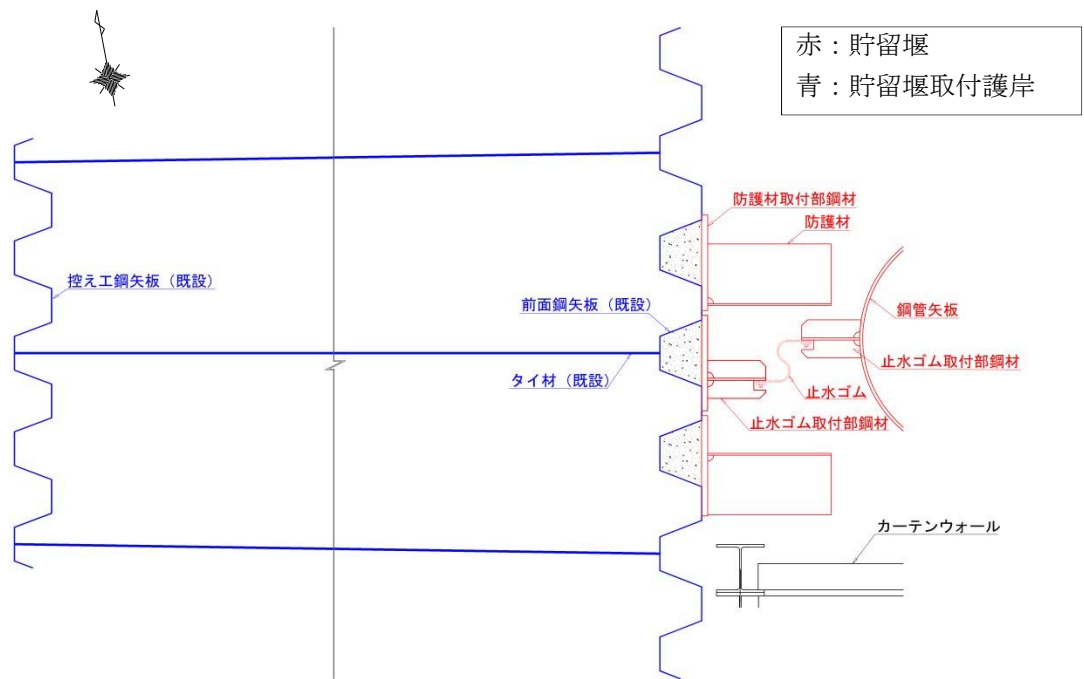 赤：貯留堰
青：貯留堰取付護岸
防護材取付部鋼材
防護材
控え工鋼矢板（既設）
前面鋼矢板（既設）
鋼管矢板
止水ゴム取付部鋼材
タイ材（既設）
止水ゴム
止水ゴム取付部鋼材
カーテンウォール